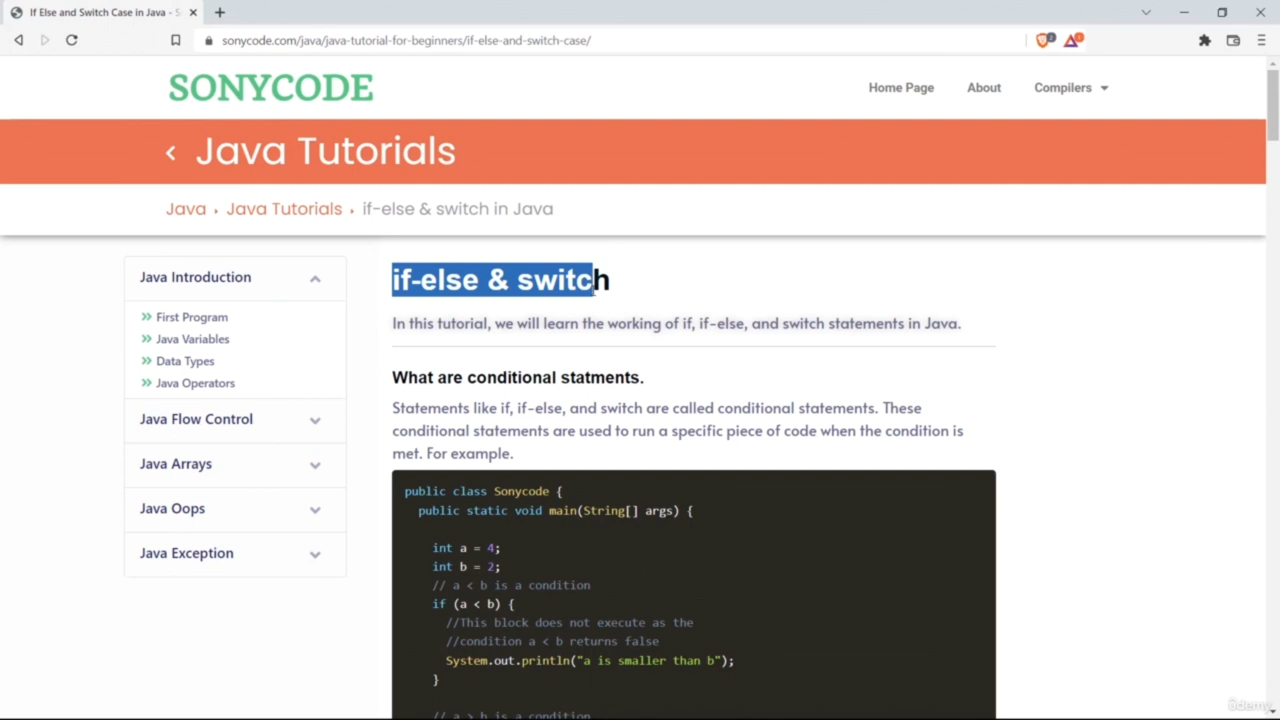 If Else and Switch Case in Java - S
sonycode.com/java/java-tutorial-for-beginners/if-else-and-switch-case/
SONYCODE
Home Page
About
Compilers
Java Tutorials
Java
Java Tutorials
if-else & switch in Java
Java Introduction
First Program
Java Variables
Data Types
Java Operators
Java Flow Control
Java Arrays
Java Oops
Java Exception
if-else & switch
In this tutorial, we will learn the working of if, if-else, and switch statements in Java.
What are conditional statments.
Statements like if, if-else, and switch are called conditional statements. These
conditional statements are used to run a specific piece of code when the condition is
met. For example.
public class Sonycode {
public static void main(String[] args) {
int a = 4;
int b = 2;
// a < b is a condition
if (a < b) {
//This block does not execute as the
//condition a < b returns false
System.out.println("a is smaller than b");
}
// a > b is a condition
ûdemy